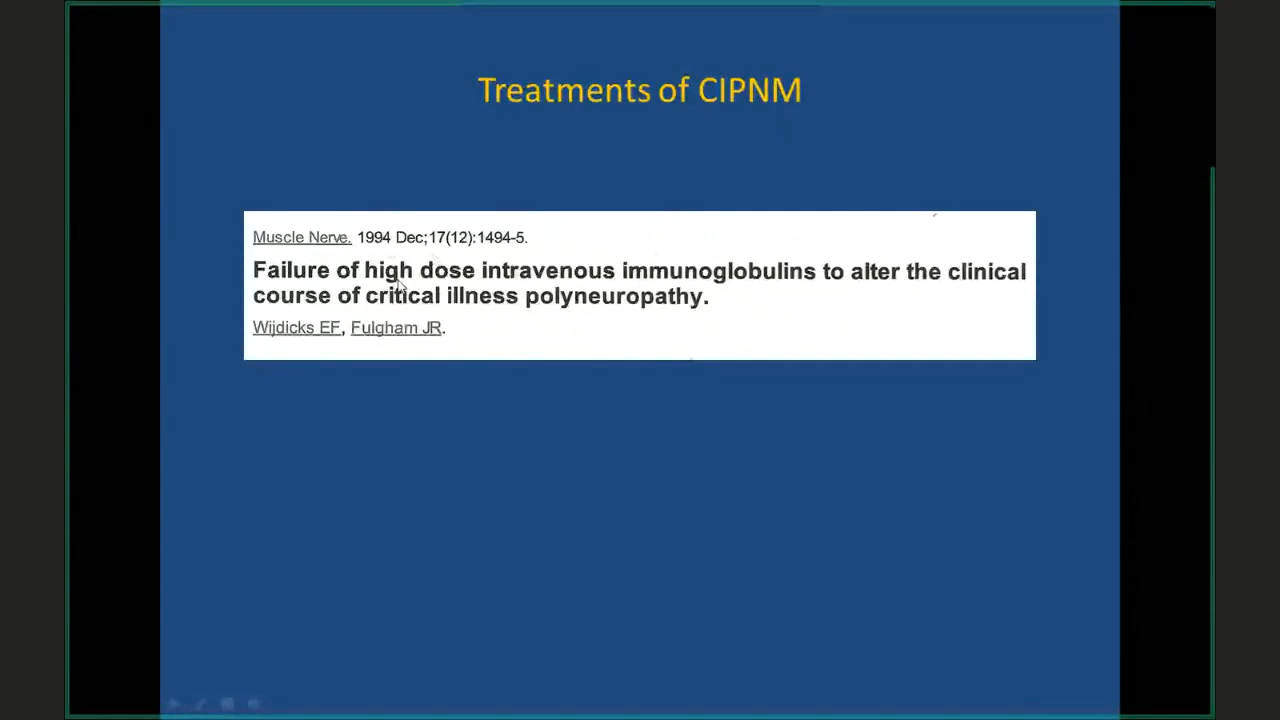 Treatments of CIPNM
Muscle Nerve. 1994 Dec;17(12):1494-5.
Failure of high dose intravenous immunoglobulins to alter the clinical
course of critical illness polyneuropathy.
Wijdicks EF, Fulgham JR.